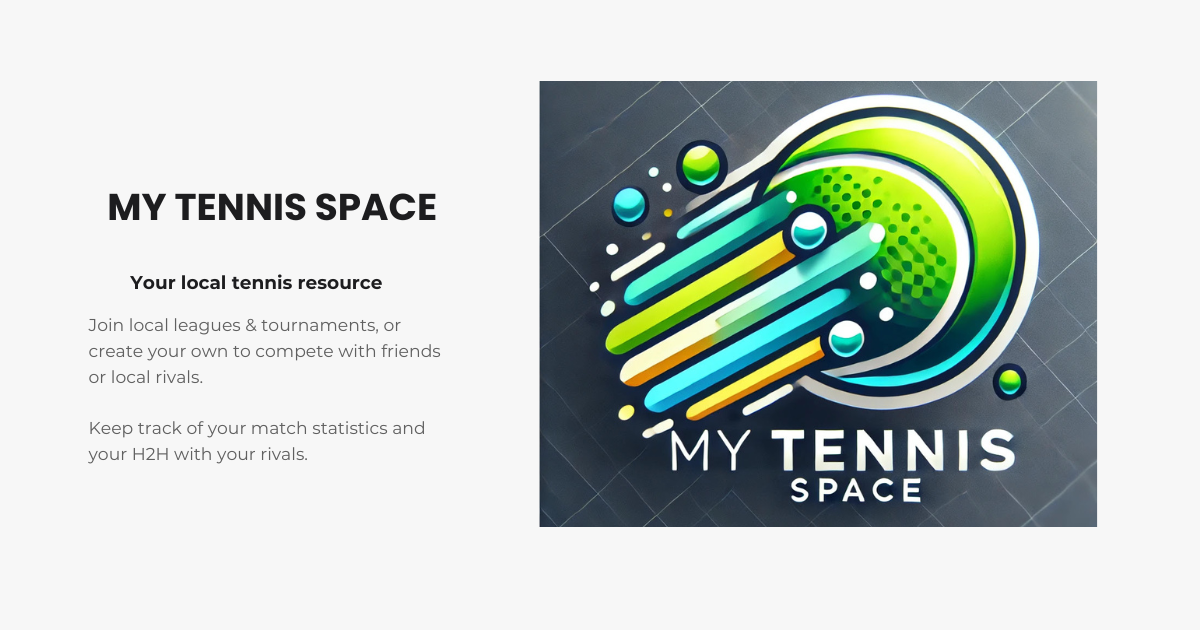 MY TENNIS SPACE
Your local tennis resource
Join local leagues & tournaments, or
create your own to compete with friends
or local rivals.
Keep track of your match statistics and
your H2H with your rivals.
MY TENNIS
SPACE